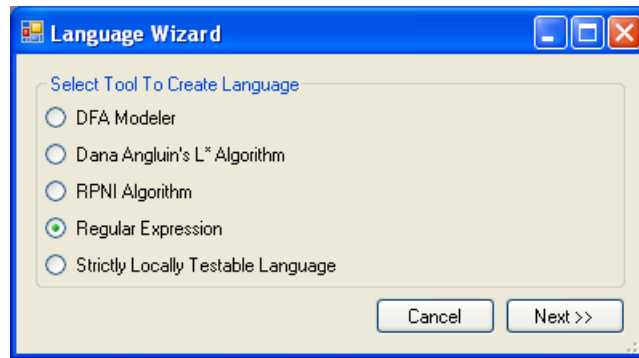 Language Wizard
Select Tool To Create Language
DFA Modeler
Dana Angluin's L* Algorithm
RPNI Algorithm
Regular Expression
Strictly Locally Testable Language
Cancel Next >>